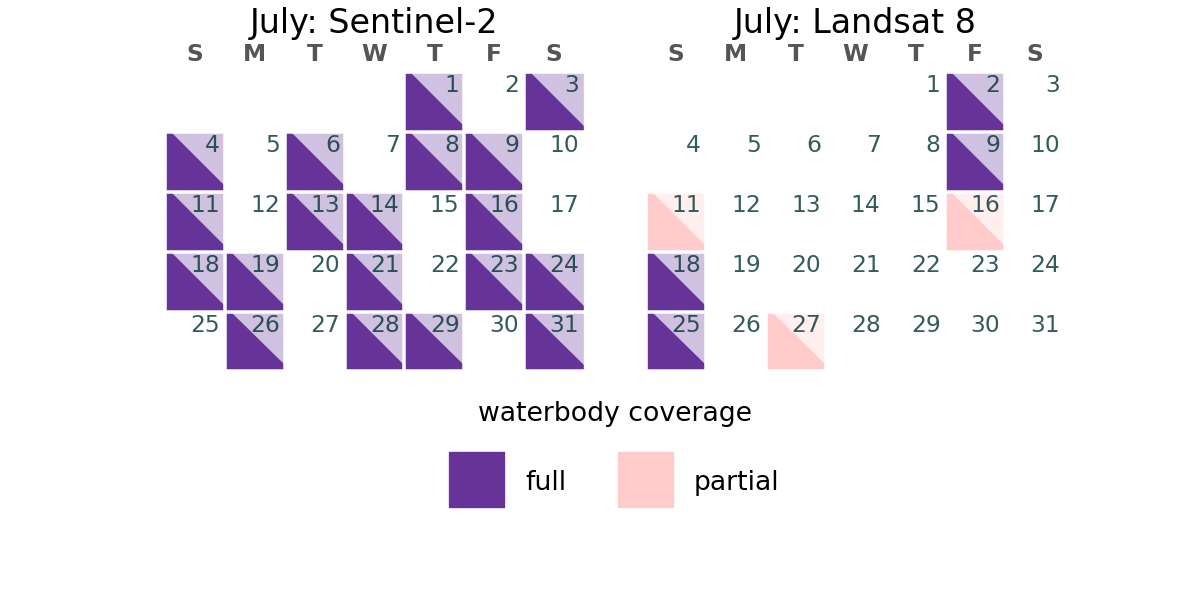 July: Sentinel-2
S M T W T F S
1 2 3
4 5 6 7 8 9 10
11 12 13 14 15 16 17
18 19 20 21 22 23 24
25 26 27 28 29 30 31
July: Landsat 8
S M T W T F S
1 2 3
4 5 6 7 8 9 10
11 12 13 14 15 16 17
18 19 20 21 22 23 24
25 26 27 28 29 30 31
waterbody coverage
full partial